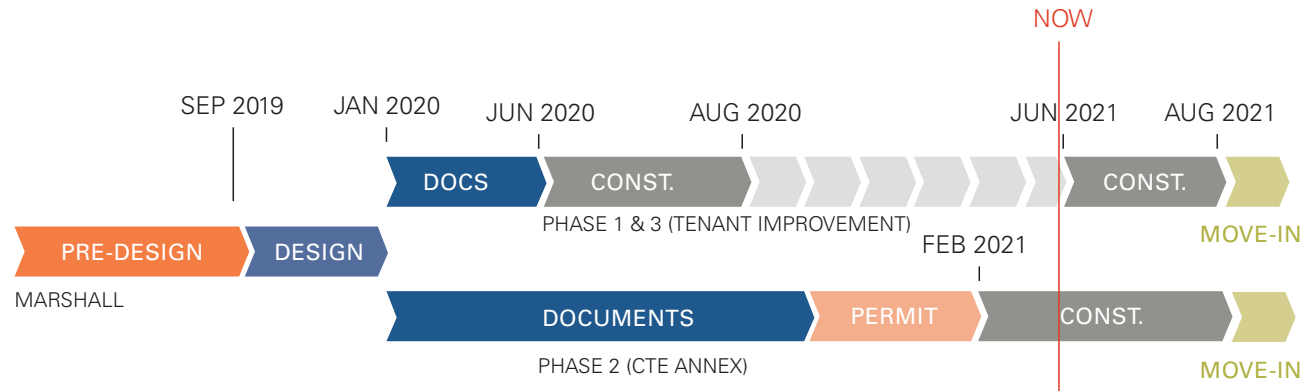 NOW
SEP 2019
JAN 2020
JUN 2020
AUG 2020
JUN 2021
AUG 2021
DOCS
CONST.
CONST.
PHASE 1 & 3 (TENANT IMPROVEMENT)
MOVE-IN
PRE-DESIGN
DESIGN
FEB 2021
MARSHALL
DOCUMENTS
PERMIT
CONST.
PHASE 2 (CTE ANNEX)
MOVE-IN